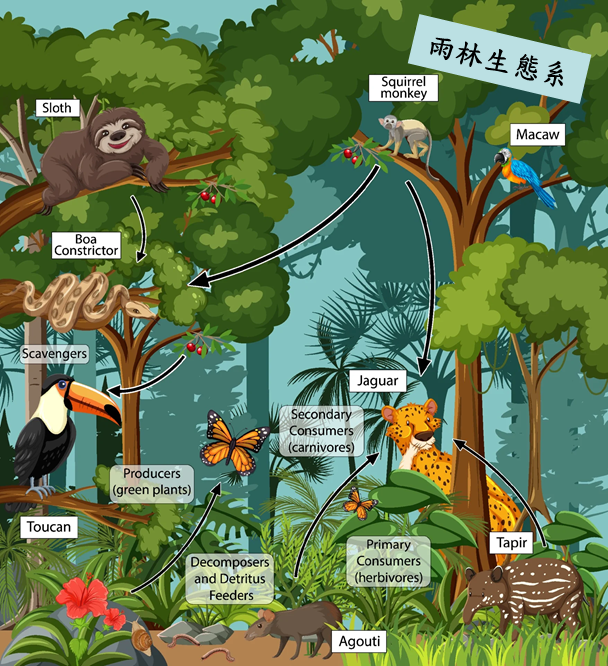 雨林生態系
Squirrel
monkey
Sloth
Macaw
Boa
Constrictor
Scavengers
Jaguar
Secondary
Consumers
(carnivores)
Producers
(green plants)
Toucan
Tapir
Primary
Consumers
(herbivores)
Decomposers
and Detritus
Feeders
Agouti